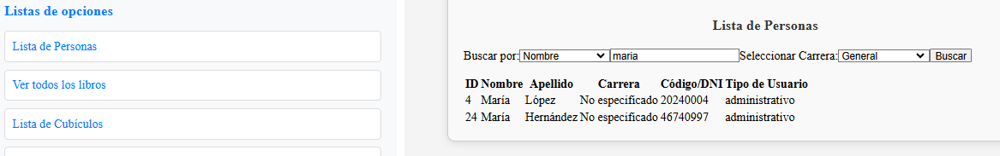 Listas de opciones
Lista de Personas
Ver todos los libros
Lista de Cubículos
Lista de Personas
Buscar por: Nombre maria Seleccionar Carrera: General Buscar
ID Nombre Apellido Carrera Código/DNI Tipo de Usuario
4 María López No especificado 20240004 administrativo
24 María Hernández No especificado 46740997 administrativo